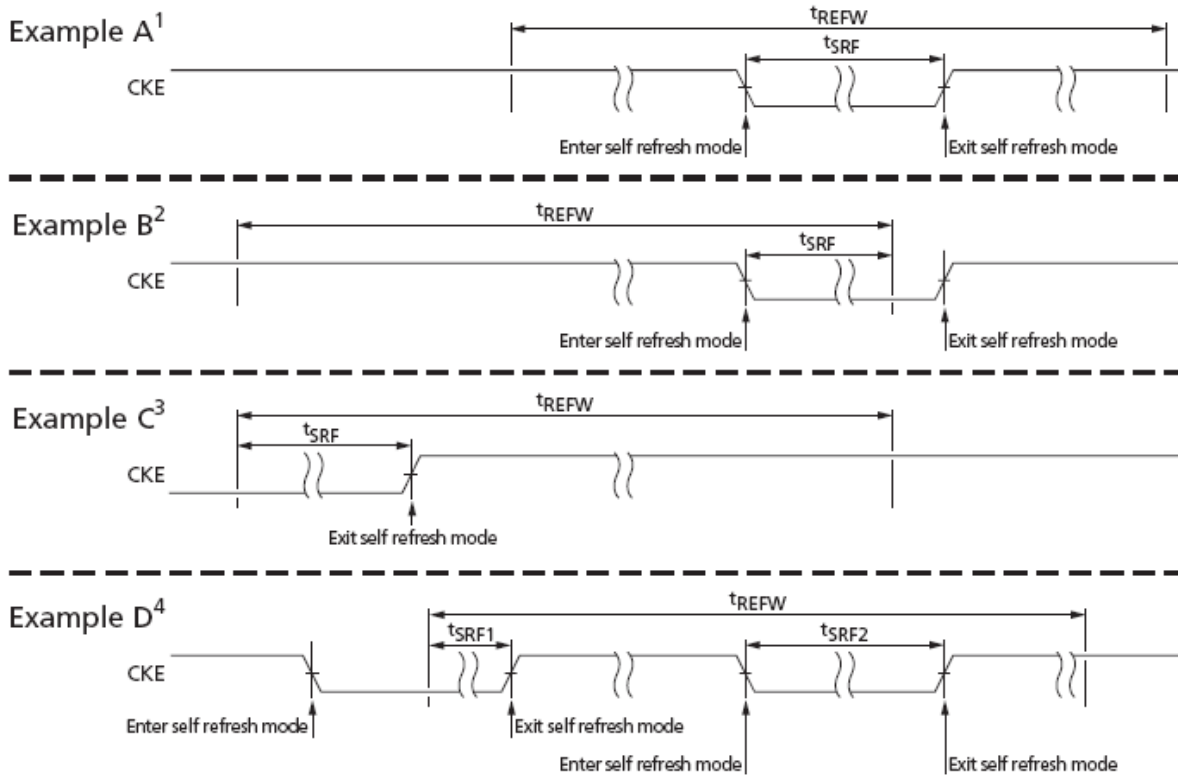 Example A¹
tREFW
tSRF
CKE
Enter self refresh mode
Exit self refresh mode
Example B²
tREFW
tSRF
CKE
Enter self refresh mode
Exit self refresh mode
Example C³
tREFW
tSRF
CKE
Exit self refresh mode
Example D⁴
tREFW
tSRF1
tSRF2
CKE
Enter self refresh mode
Exit self refresh mode
Enter self refresh mode
Exit self refresh mode